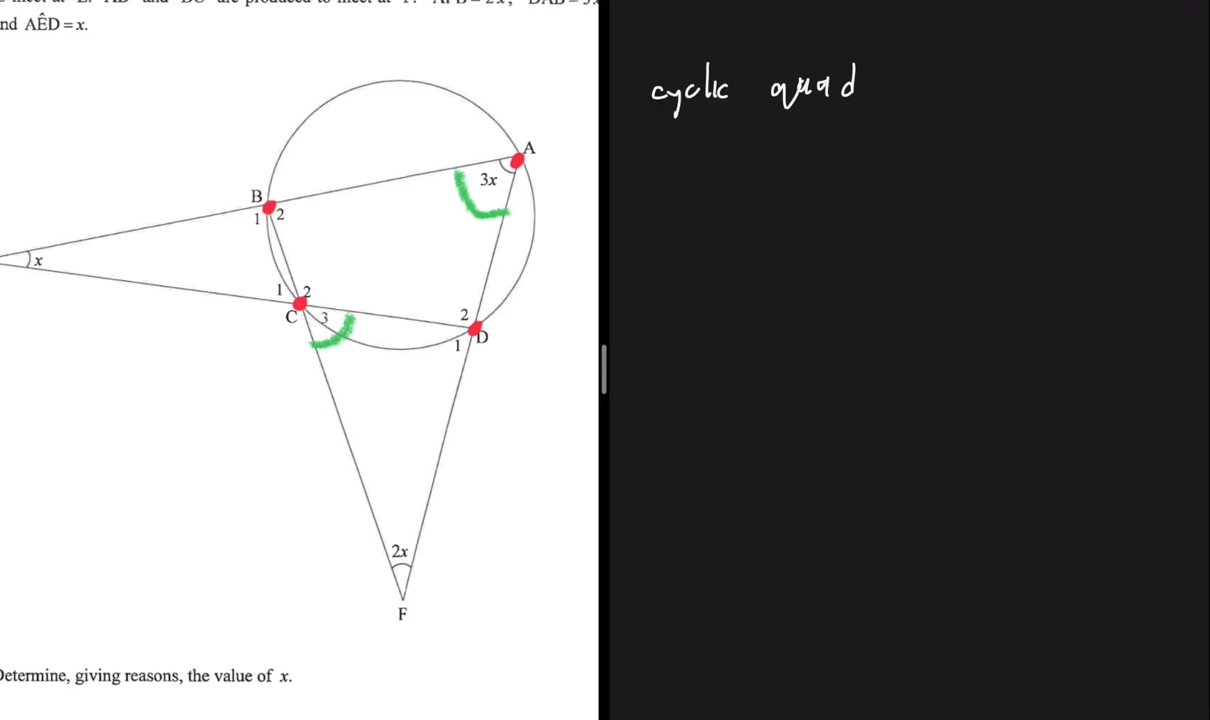 nd AÊD = x.
cyclic quad
A
3x
B
1 2
x
1 2
C 3
2
1 D
2x
F
Determine, giving reasons, the value of x.